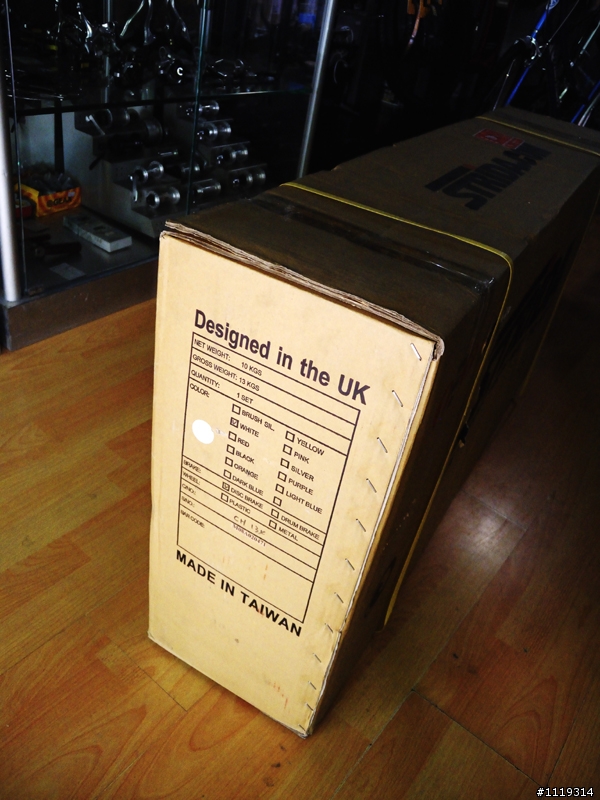 STRIDA
Designed in the UK
NET WEIGHT: 10 KGS
GROSS WEIGHT: 13 KGS
QUANTITY: 1 SET
COLOR:
BRUSH SIL. YELLOW
WHITE PINK
RED SILVER
BLACK PURPLE
ORANGE LIGHT BLUE
DARK BLUE
BRAKE: DISC BRAKE DRUM BRAKE
WHEEL: PLASTIC METAL
C/NO:
BAR CODE:
MADE IN TAIWAN
#1119314